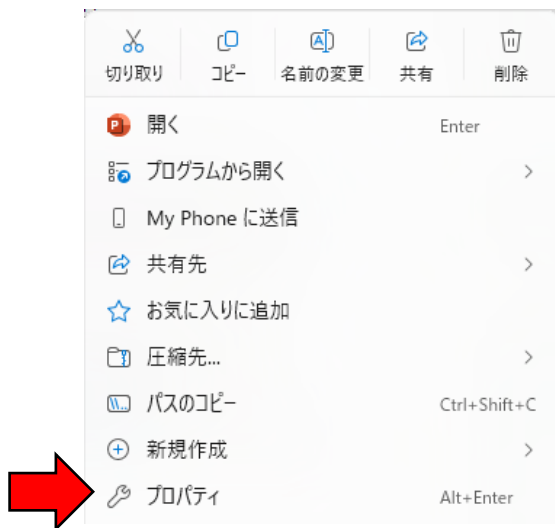 切り取り コピー 名前の変更 共有 削除
開く Enter
プログラムから開く
My Phone に送信
共有先
お気に入りに追加
圧縮先...
パスのコピー Ctrl+Shift+C
新規作成
プロパティ Alt+Enter